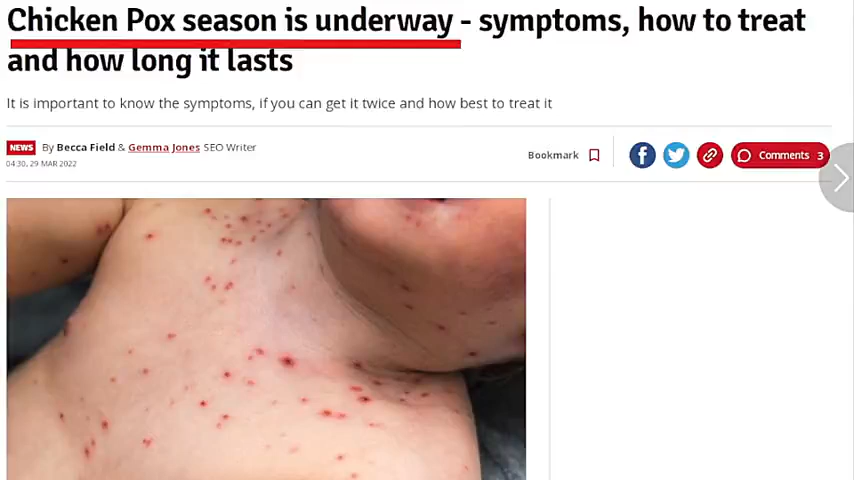 Chicken Pox season is underway - symptoms, how to treat
and how long it lasts
It is important to know the symptoms, if you can get it twice and how best to treat it
NEWS By Becca Field & Gemma Jones SEO Writer
04:30, 29 MAR 2022
Bookmark
Comments 3